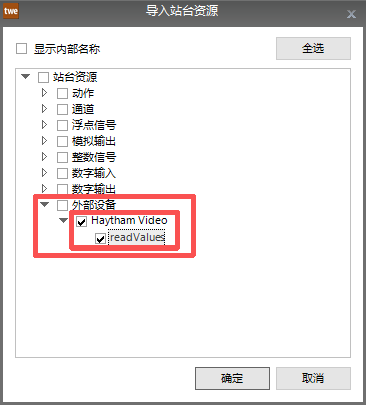 twe
导入站台资源
显示内部名称
全选
站台资源
动作
通道
浮点信号
模拟输出
整数信号
数字输入
数字输出
外部设备
Haytham Video
readValues
确定
取消